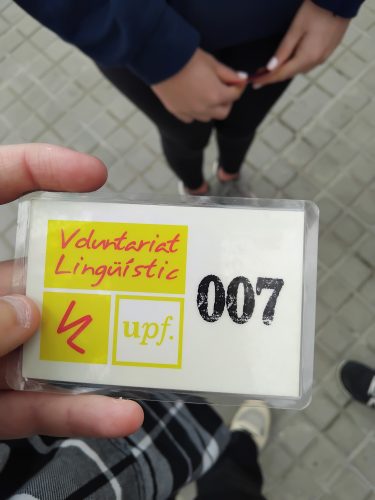 Voluntariat
Lingüístic
upf.
007